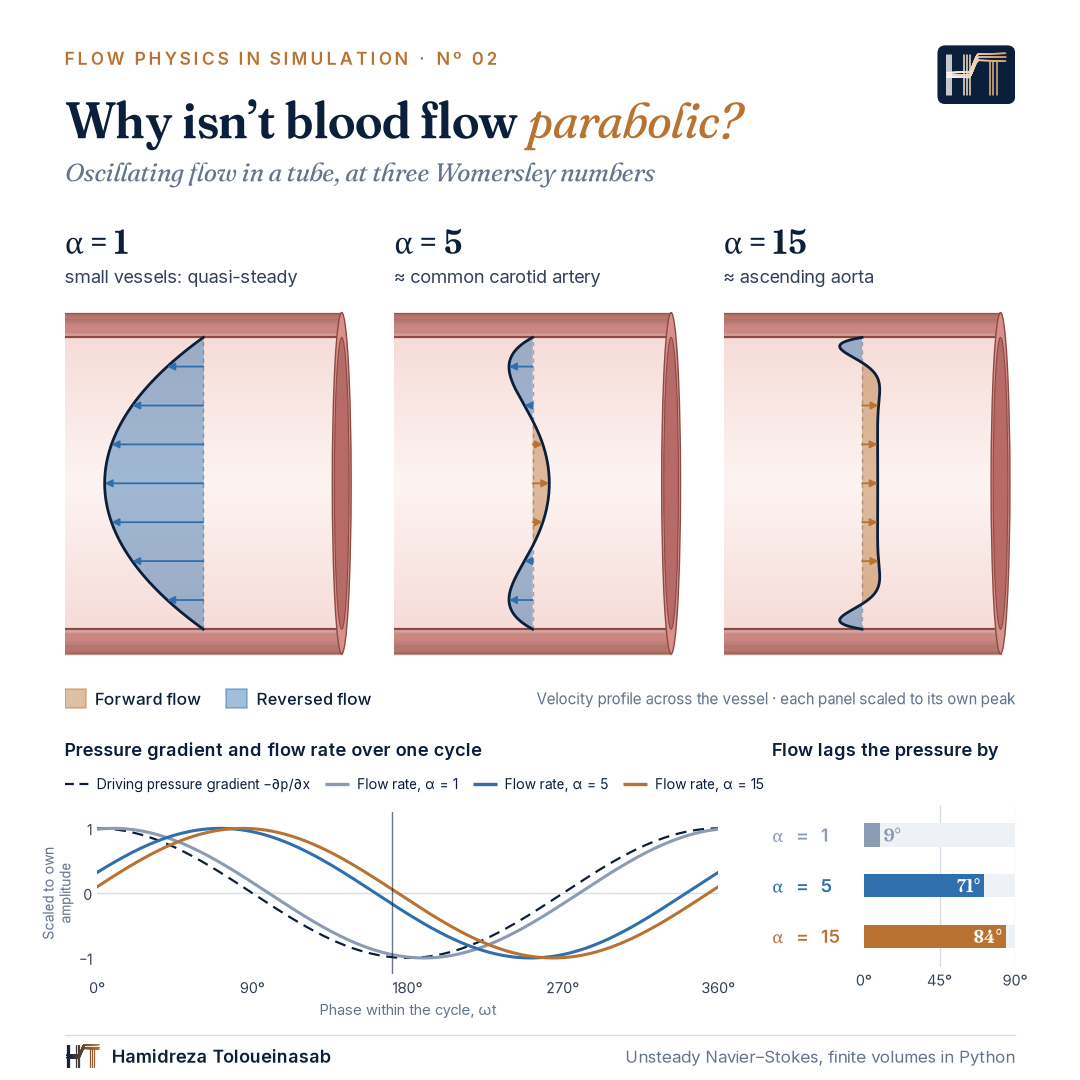 FLOW PHYSICS IN SIMULATION · Nº 02
HT
Why isn’t blood flow parabolic?
Oscillating flow in a tube, at three Womersley numbers
α = 1
small vessels: quasi-steady
α = 5
≈ common carotid artery
α = 15
≈ ascending aorta
Forward flow
Reversed flow
Velocity profile across the vessel · each panel scaled to its own peak
Pressure gradient and flow rate over one cycle
Driving pressure gradient −∂p/∂x
Flow rate, α = 1
Flow rate, α = 5
Flow rate, α = 15
Scaled to own
amplitude
1
0
−1
0°
90°
180°
270°
360°
Phase within the cycle, ωt
Flow lags the pressure by
α = 1
9°
α = 5
71°
α = 15
84°
0°
45°
90°
HT
Hamidreza Toloueinasab
Unsteady Navier–Stokes, finite volumes in Python